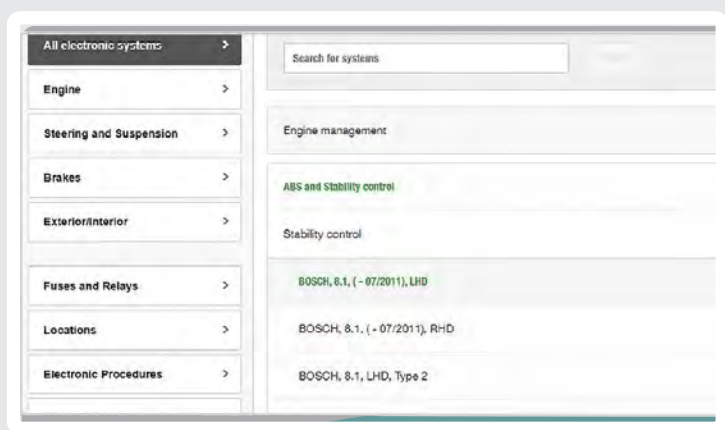 All electronic systems
Engine
Steering and Suspension
Brakes
Exterior/Interior
Fuses and Relays
Locations
Electronic Procedures
Search for systems
Engine management
ABS and Stability control
Stability control
BOSCH, 8.1, ( - 07/2011), LHD
BOSCH, 8.1, ( - 07/2011), RHD
BOSCH, 8.1, LHD, Type 2